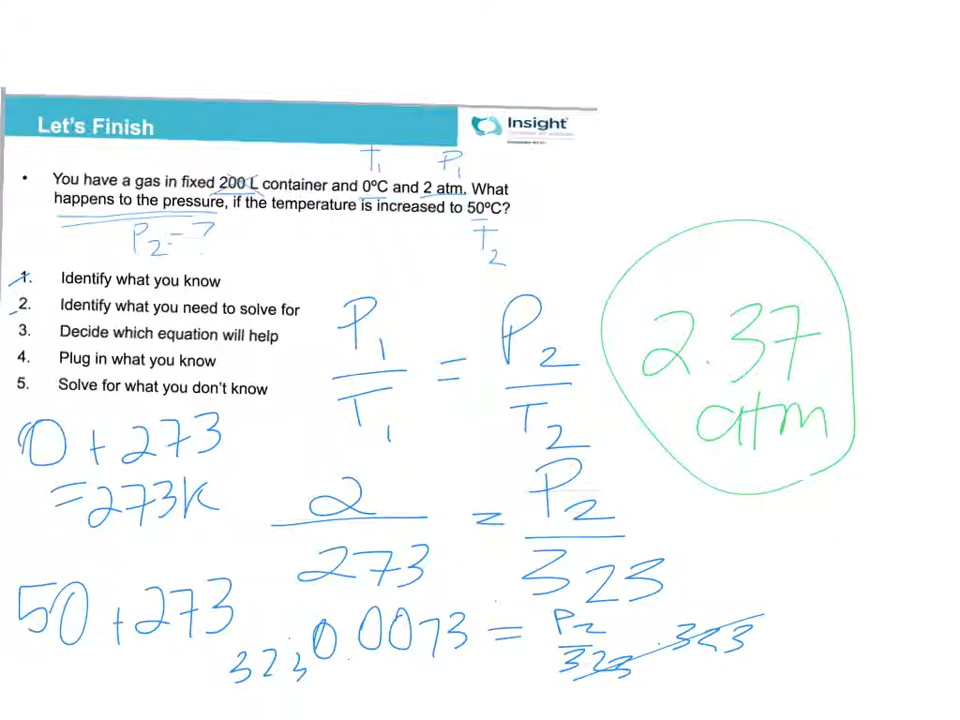 Let's Finish
Insight
T1 P1
• You have a gas in fixed 200 L container and 0ºC and 2 atm. What
happens to the pressure, if the temperature is increased to 50ºC?
P2 = ?
T2
1. Identify what you know
2. Identify what you need to solve for
3. Decide which equation will help
4. Plug in what you know
5. Solve for what you don't know
P1 = P2
T1 T2
2.37
atm
0 + 273
= 273K
2 = P2
273 323
50 + 273
323 · 0.0073 = P2 323
323